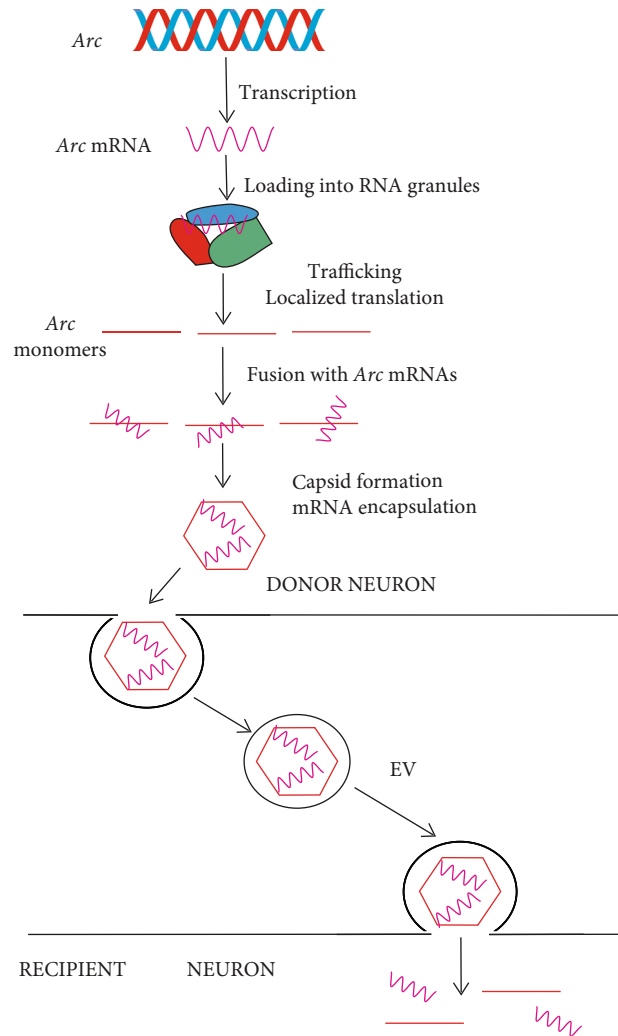 Arc
Transcription
Arc mRNA
Loading into RNA granules
Trafficking
Localized translation
Arc
monomers
Fusion with Arc mRNAs
Capsid formation
mRNA encapsulation
DONOR NEURON
EV
RECIPIENT NEURON